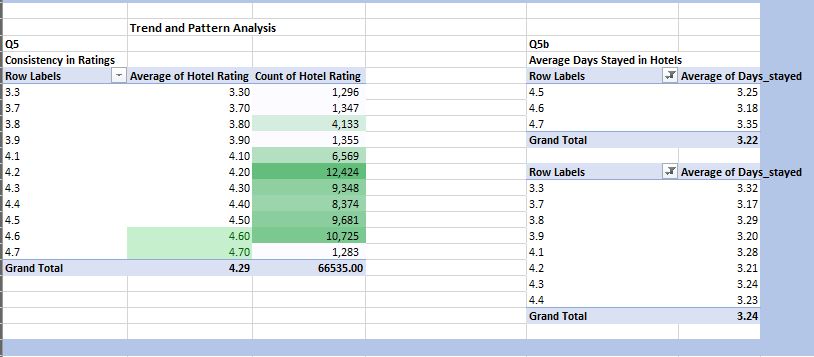 Trend and Pattern Analysis
Q5
Consistency in Ratings
Row Labels Average of Hotel Rating Count of Hotel Rating
3.3 3.30 1,296
3.7 3.70 1,347
3.8 3.80 4,133
3.9 3.90 1,355
4.1 4.10 6,569
4.2 4.20 12,424
4.3 4.30 9,348
4.4 4.40 8,374
4.5 4.50 9,681
4.6 4.60 10,725
4.7 4.70 1,283
Grand Total 4.29 66535.00
Q5b
Average Days Stayed in Hotels
Row Labels Average of Days_stayed
4.5 3.25
4.6 3.18
4.7 3.35
Grand Total 3.22
Row Labels Average of Days_stayed
3.3 3.32
3.7 3.17
3.8 3.29
3.9 3.20
4.1 3.28
4.2 3.21
4.3 3.24
4.4 3.23
Grand Total 3.24